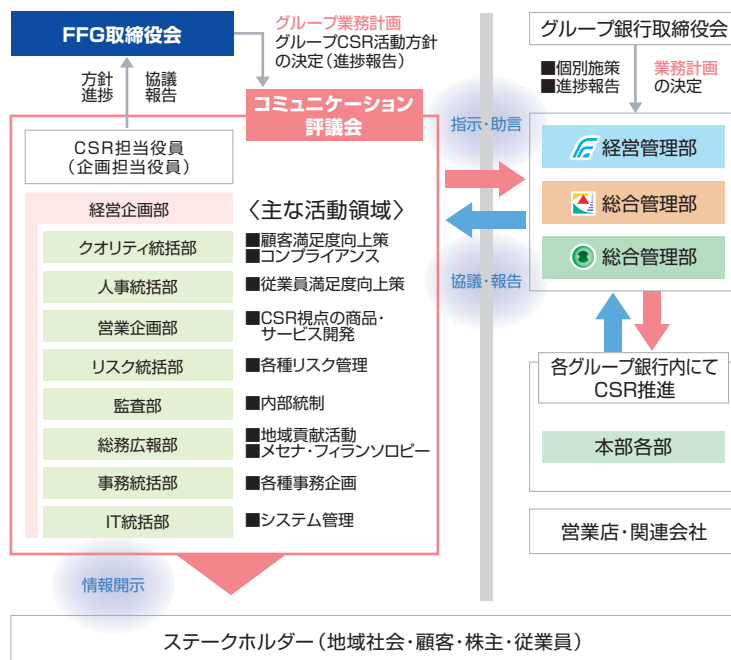 FFG取締役会
グループ業務計画
グループCSR活動方針
の決定（進捗報告）
方針 協議
進捗 報告
コミュニケーション
評議会
CSR担当役員
（企画担当役員）
経営企画部
〈主な活動領域〉
クオリティ統括部
■顧客満足度向上策
■コンプライアンス
人事統括部
■従業員満足度向上策
営業企画部
■CSR視点の商品・
サービス開発
リスク統括部
■各種リスク管理
監査部
■内部統制
総務広報部
■地域貢献活動
■メセナ・フィランソロピー
事務統括部
■各種事務企画
IT統括部
■システム管理
情報開示
指示・助言
協議・報告
グループ銀行取締役会
■個別施策
■進捗報告
業務計画
の決定
経営管理部
総合管理部
総合管理部
各グループ銀行内にて
CSR推進
本部各部
営業店・関連会社
ステークホルダー（地域社会・顧客・株主・従業員）